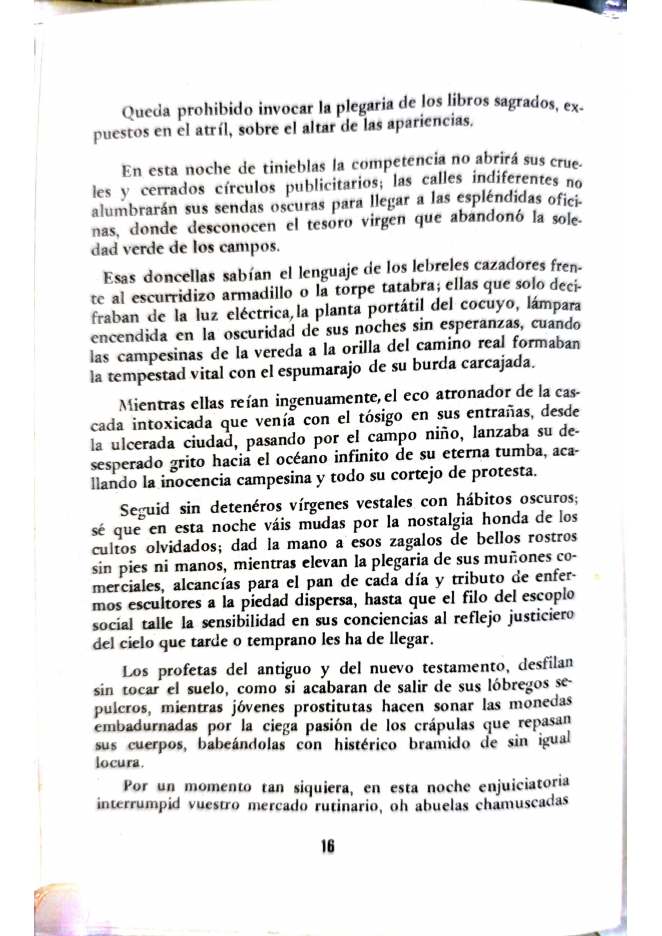 Queda prohibido invocar la plegaria de los libros sagrados, ex-
puestos en el atríl, sobre el altar de las apariencias.
En esta noche de tinieblas la competencia no abrirá sus crue-
les y cerrados círculos publicitarios; las calles indiferentes no
alumbrarán sus sendas oscuras para llegar a las espléndidas ofici-
nas, donde desconocen el tesoro virgen que abandonó la sole-
dad verde de los campos.
Esas doncellas sabían el lenguaje de los lebreles cazadores fren-
te al escurridizo armadillo o la torpe tatabra; ellas que solo deci-
fraban de la luz eléctrica, la planta portátil del cocuyo, lámpara
encendida en la oscuridad de sus noches sin esperanzas, cuando
las campesinas de la vereda a la orilla del camino real formaban
la tempestad vital con el espumarajo de su burda carcajada.
Mientras ellas reían ingenuamente, el eco atronador de la cas-
cada intoxicada que venía con el tósigo en sus entrañas, desde
la ulcerada ciudad, pasando por el campo niño, lanzaba su de-
sesperado grito hacia el océano infinito de su eterna tumba, aca-
llando la inocencia campesina y todo su cortejo de protesta.
Seguid sin detenéros vírgenes vestales con hábitos oscuros;
sé que en esta noche váis mudas por la nostalgia honda de los
cultos olvidados; dad la mano a esos zagalos de bellos rostros
sin pies ni manos, mientras elevan la plegaria de sus muñones co-
merciales, alcancías para el pan de cada día y tributo de enfer-
mos escultores a la piedad dispersa, hasta que el filo del escoplo
social talle la sensibilidad en sus conciencias al reflejo justiciero
del cielo que tarde o temprano les ha de llegar.
Los profetas del antiguo y del nuevo testamento, desfilan
sin tocar el suelo, como si acabaran de salir de sus lóbregos se-
pulcros, mientras jóvenes prostitutas hacen sonar las monedas
embadurnadas por la ciega pasión de los crápulas que repasan
sus cuerpos, babeándolas con histérico bramido de sin igual
locura.
Por un momento tan siquiera, en esta noche enjuiciatoria
interrumpid vuestro mercado rutinario, oh abuelas chamuscadas
16